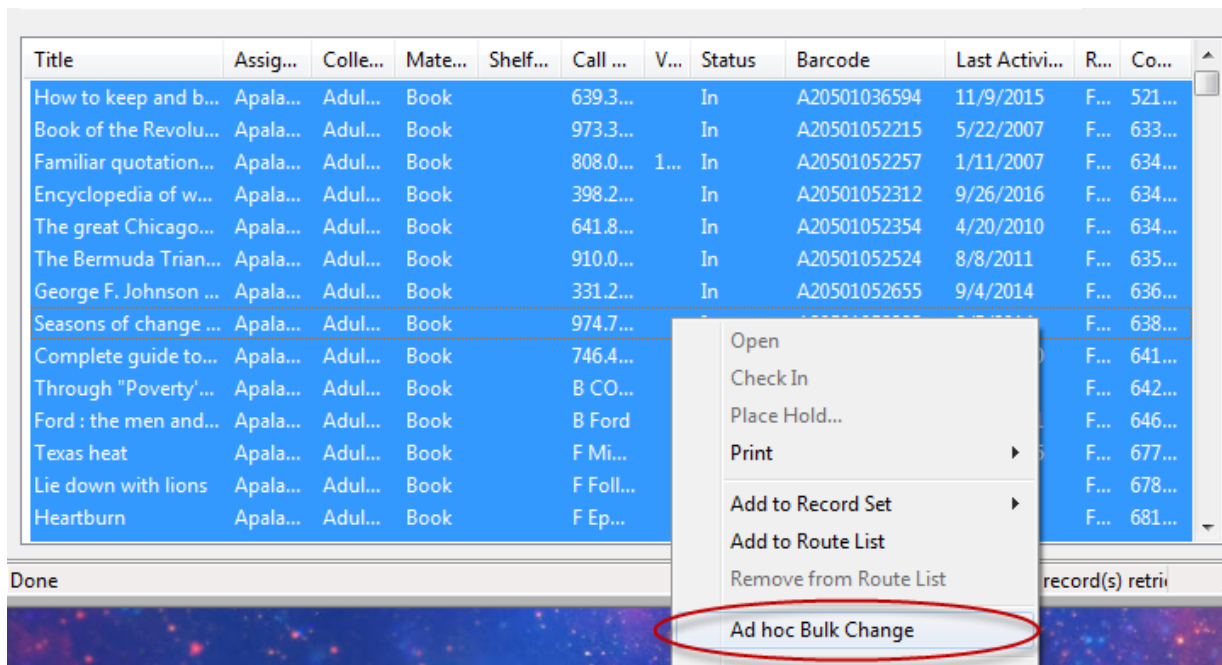 Title Assig... Colle... Mate... Shelf... Call ... V... Status Barcode Last Activi... R... Co...
How to keep and b... Apala... Adul... Book 639.3... In A20501036594 11/9/2015 F... 521...
Book of the Revolu... Apala... Adul... Book 973.3... In A20501052215 5/22/2007 F... 633...
Familiar quotation... Apala... Adul... Book 808.0... 1... In A20501052257 1/11/2007 F... 634...
Encyclopedia of w... Apala... Adul... Book 398.2... In A20501052312 9/26/2016 F... 634...
The great Chicago... Apala... Adul... Book 641.8... In A20501052354 4/20/2010 F... 634...
The Bermuda Trian... Apala... Adul... Book 910.0... In A20501052524 8/8/2011 F... 635...
George F. Johnson ... Apala... Adul... Book 331.2... In A20501052655 9/4/2014 F... 636...
Seasons of change ... Apala... Adul... Book 974.7... F... 638...
Complete guide to... Apala... Adul... Book 746.4... F... 641...
Through "Poverty'... Apala... Adul... Book B CO... F... 642...
Ford : the men and... Apala... Adul... Book B Ford F... 646...
Texas heat Apala... Adul... Book F Mi... F... 677...
Lie down with lions Apala... Adul... Book F Foll... F... 678...
Heartburn Apala... Adul... Book F Ep... F... 681...
Open
Check In
Place Hold...
Print
Add to Record Set
Add to Route List
Remove from Route List
Ad hoc Bulk Change
Done record(s) retri